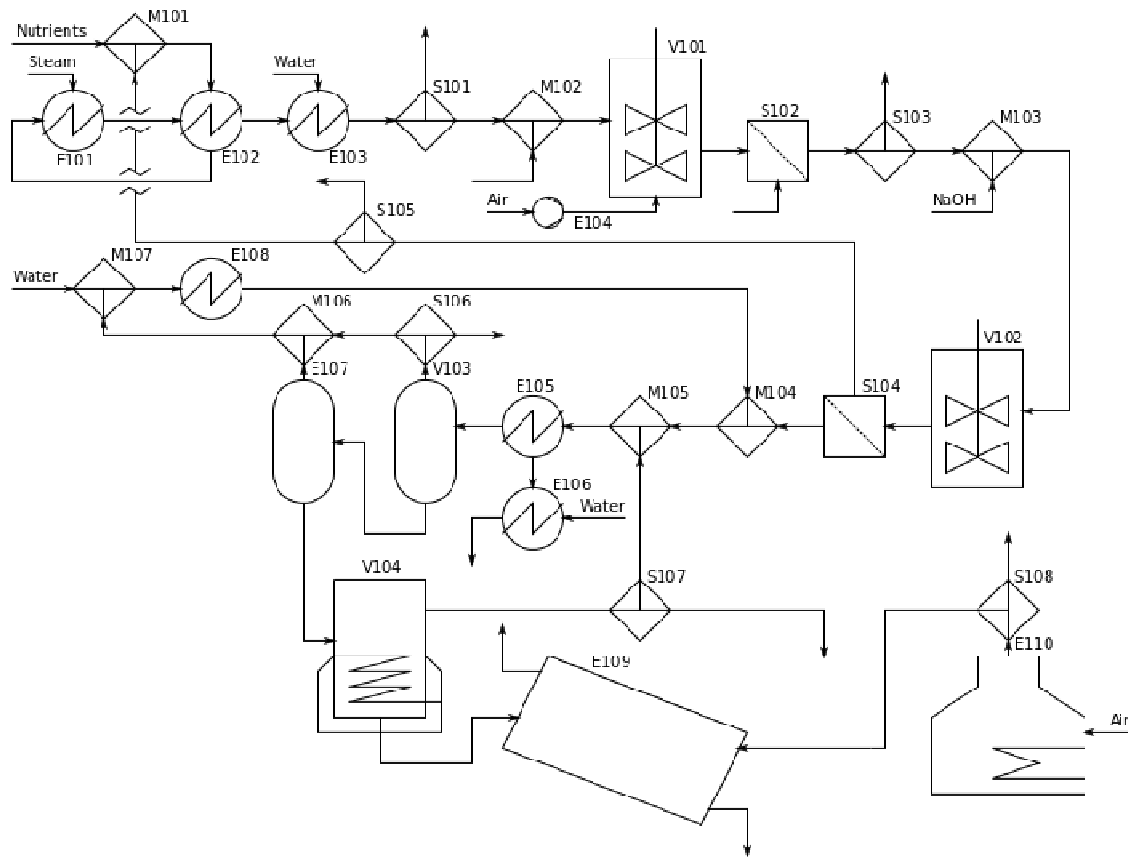 M101
Nutrients
V101
Steam
Water
S101
M102
S102
S103
M103
E101
E102
E103
Air
E104
NaOH
S105
M107
E108
Water
M106
S106
V102
E107
V103
E105
M105
M104
S104
E106
Water
V104
S107
S108
E110
E109
Air